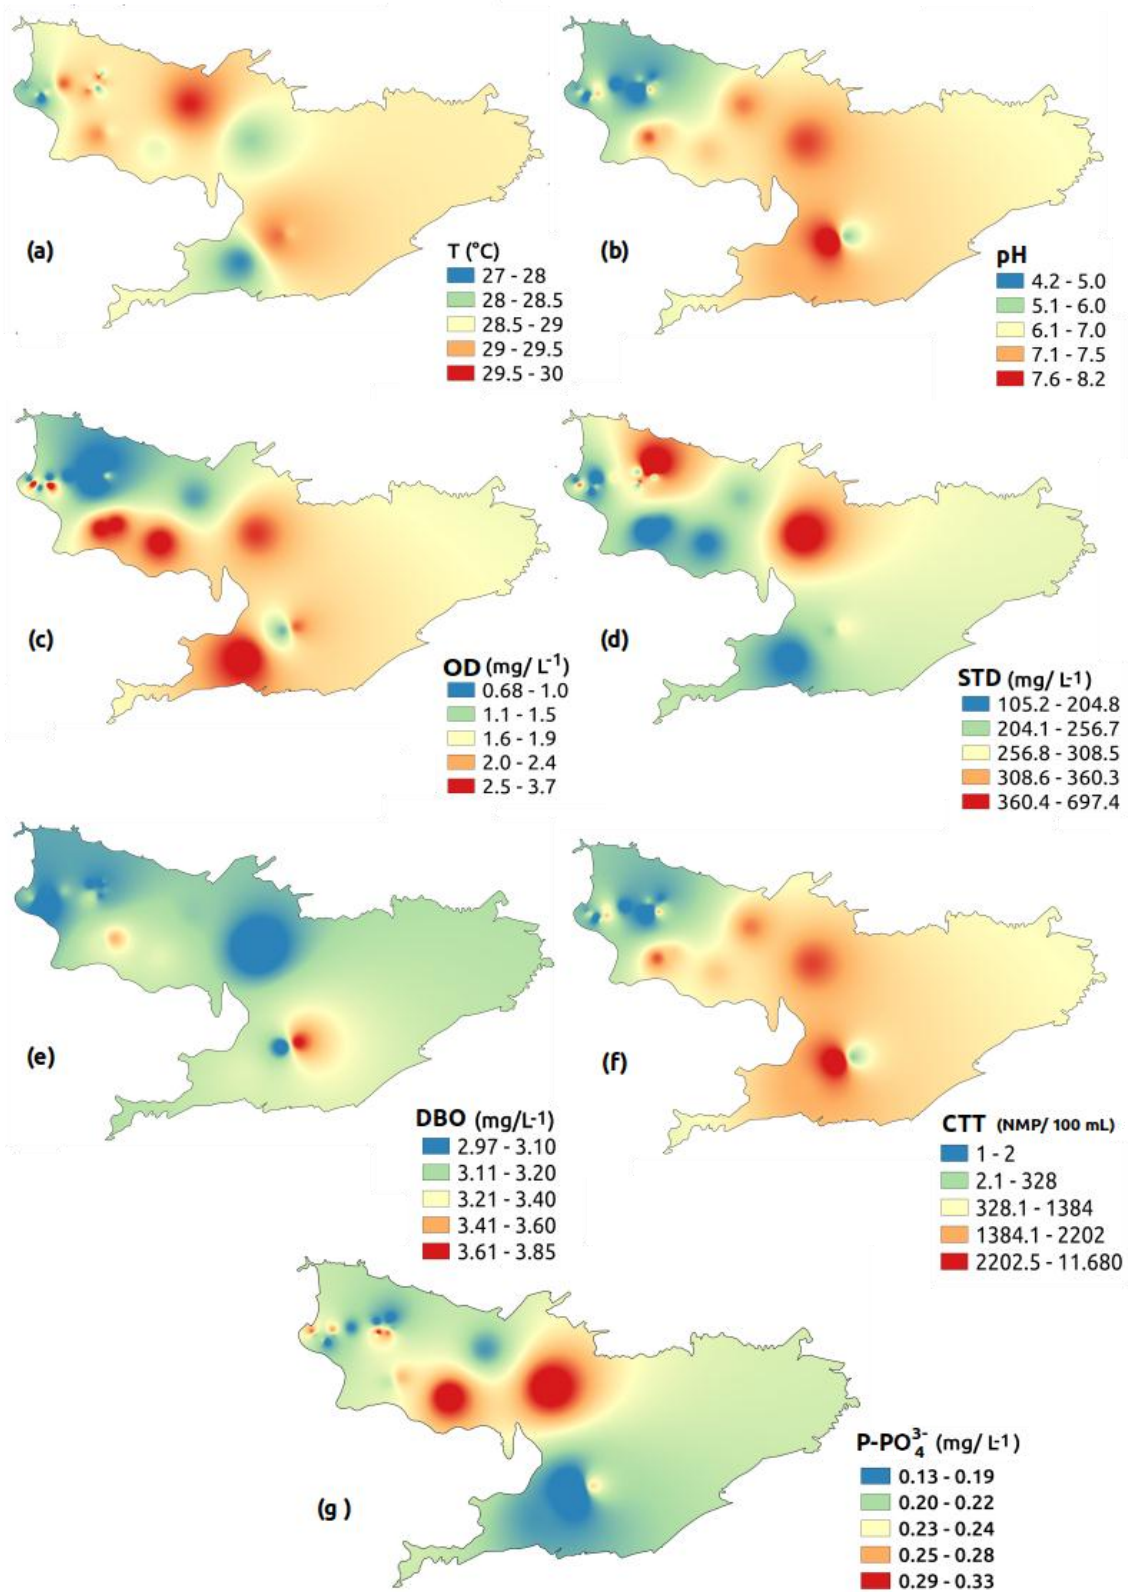 (a)
T (°C)
27 - 28
28 - 28.5
28.5 - 29
29 - 29.5
29.5 - 30
(b)
pH
4.2 - 5.0
5.1 - 6.0
6.1 - 7.0
7.1 - 7.5
7.6 - 8.2
(c)
OD (mg/ L⁻¹)
0.68 - 1.0
1.1 - 1.5
1.6 - 1.9
2.0 - 2.4
2.5 - 3.7
(d)
STD (mg/ L-¹)
105.2 - 204.8
204.1 - 256.7
256.8 - 308.5
308.6 - 360.3
360.4 - 697.4
(e)
DBO (mg/L-¹)
2.97 - 3.10
3.11 - 3.20
3.21 - 3.40
3.41 - 3.60
3.61 - 3.85
(f)
CTT (NMP/ 100 mL)
1 - 2
2.1 - 328
328.1 - 1384
1384.1 - 2202
2202.5 - 11.680
(g )
P-PO₄³⁻ (mg/ L-¹)
0.13 - 0.19
0.20 - 0.22
0.23 - 0.24
0.25 - 0.28
0.29 - 0.33